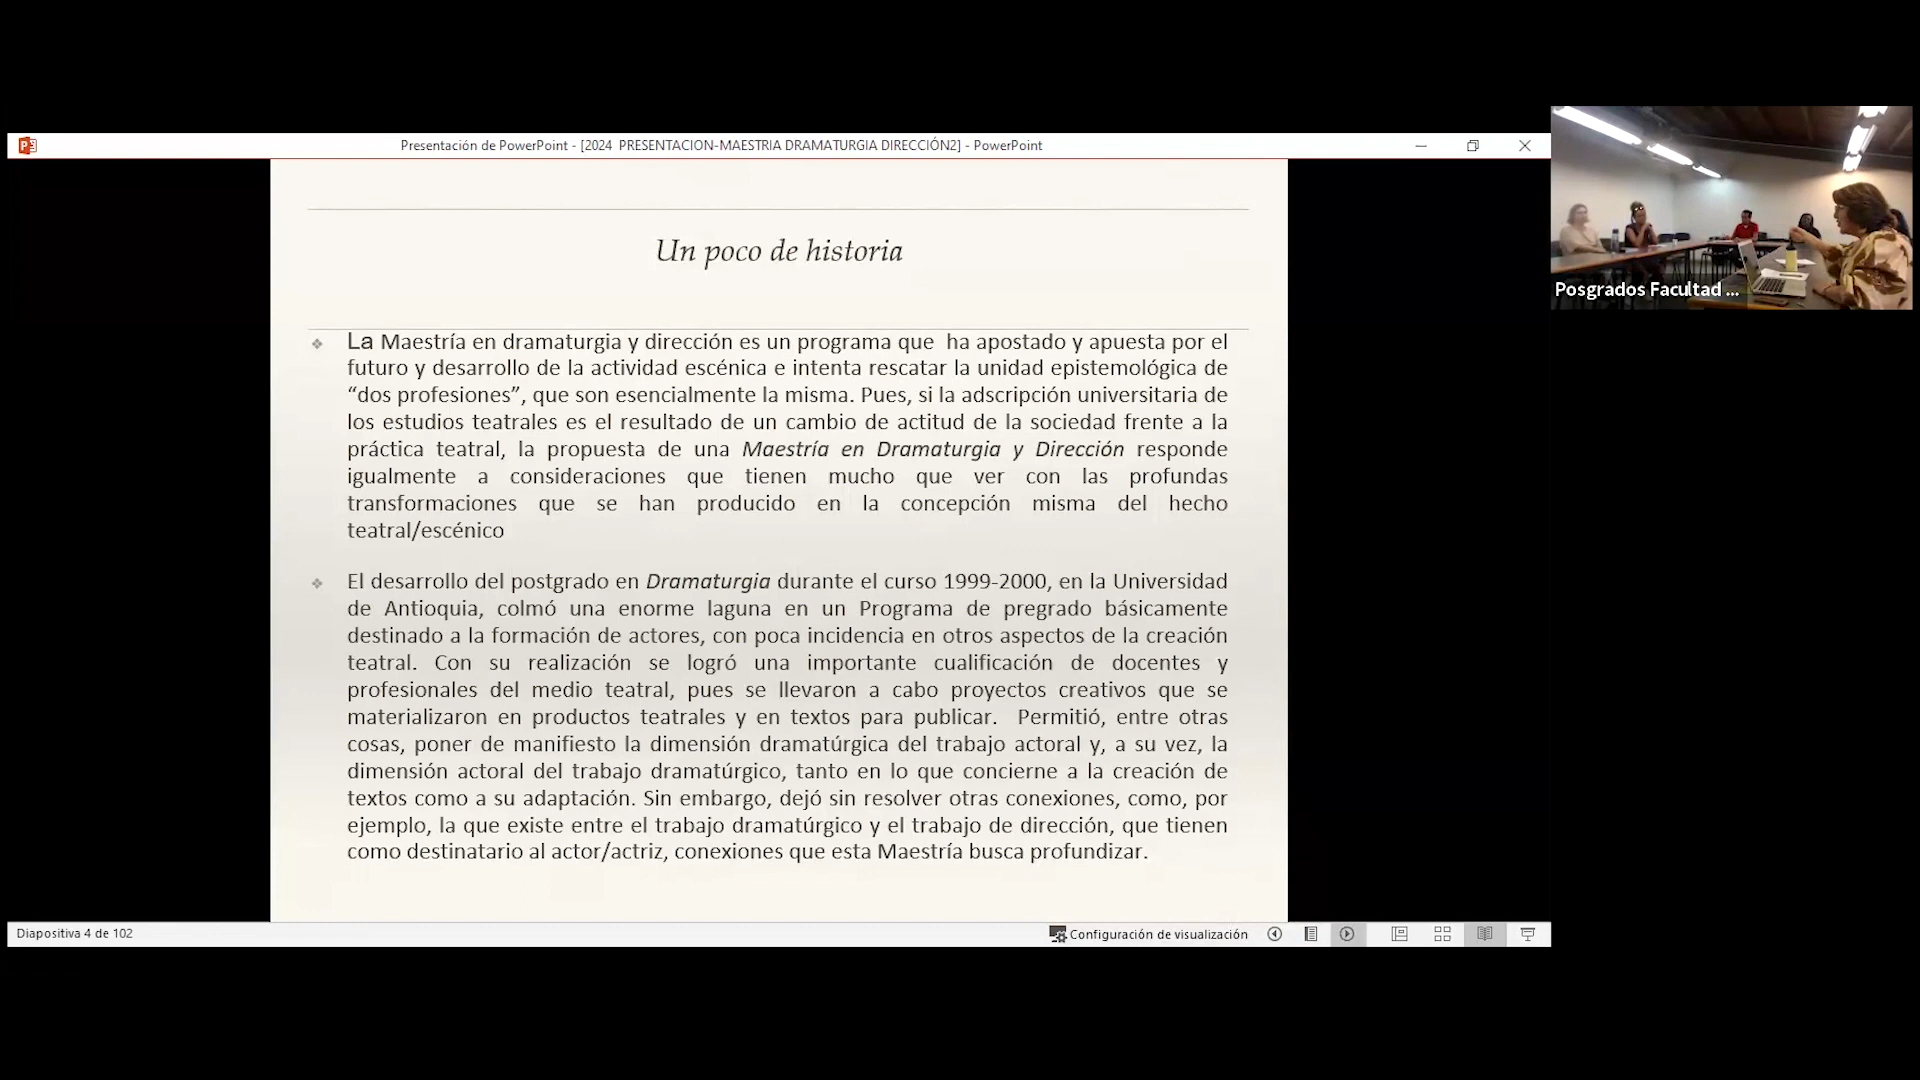 Presentación de PowerPoint - [2024 PRESENTACION-MAESTRIA DRAMATURGIA DIRECCIÓN2] - PowerPoint
Un poco de historia
La Maestría en dramaturgia y dirección es un programa que ha apostado y apuesta por el
futuro y desarrollo de la actividad escénica e intenta rescatar la unidad epistemológica de
“dos profesiones”, que son esencialmente la misma. Pues, si la adscripción universitaria de
los estudios teatrales es el resultado de un cambio de actitud de la sociedad frente a la
práctica teatral, la propuesta de una Maestría en Dramaturgia y Dirección responde
igualmente a consideraciones que tienen mucho que ver con las profundas
transformaciones que se han producido en la concepción misma del hecho
teatral/escénico
El desarrollo del postgrado en Dramaturgia durante el curso 1999-2000, en la Universidad
de Antioquia, colmó una enorme laguna en un Programa de pregrado básicamente
destinado a la formación de actores, con poca incidencia en otros aspectos de la creación
teatral. Con su realización se logró una importante cualificación de docentes y
profesionales del medio teatral, pues se llevaron a cabo proyectos creativos que se
materializaron en productos teatrales y en textos para publicar. Permitió, entre otras
cosas, poner de manifiesto la dimensión dramatúrgica del trabajo actoral y, a su vez, la
dimensión actoral del trabajo dramatúrgico, tanto en lo que concierne a la creación de
textos como a su adaptación. Sin embargo, dejó sin resolver otras conexiones, como, por
ejemplo, la que existe entre el trabajo dramatúrgico y el trabajo de dirección, que tienen
como destinatario al actor/actriz, conexiones que esta Maestría busca profundizar.
Posgrados Facultad ...
Diapositiva 4 de 102
Configuración de visualización